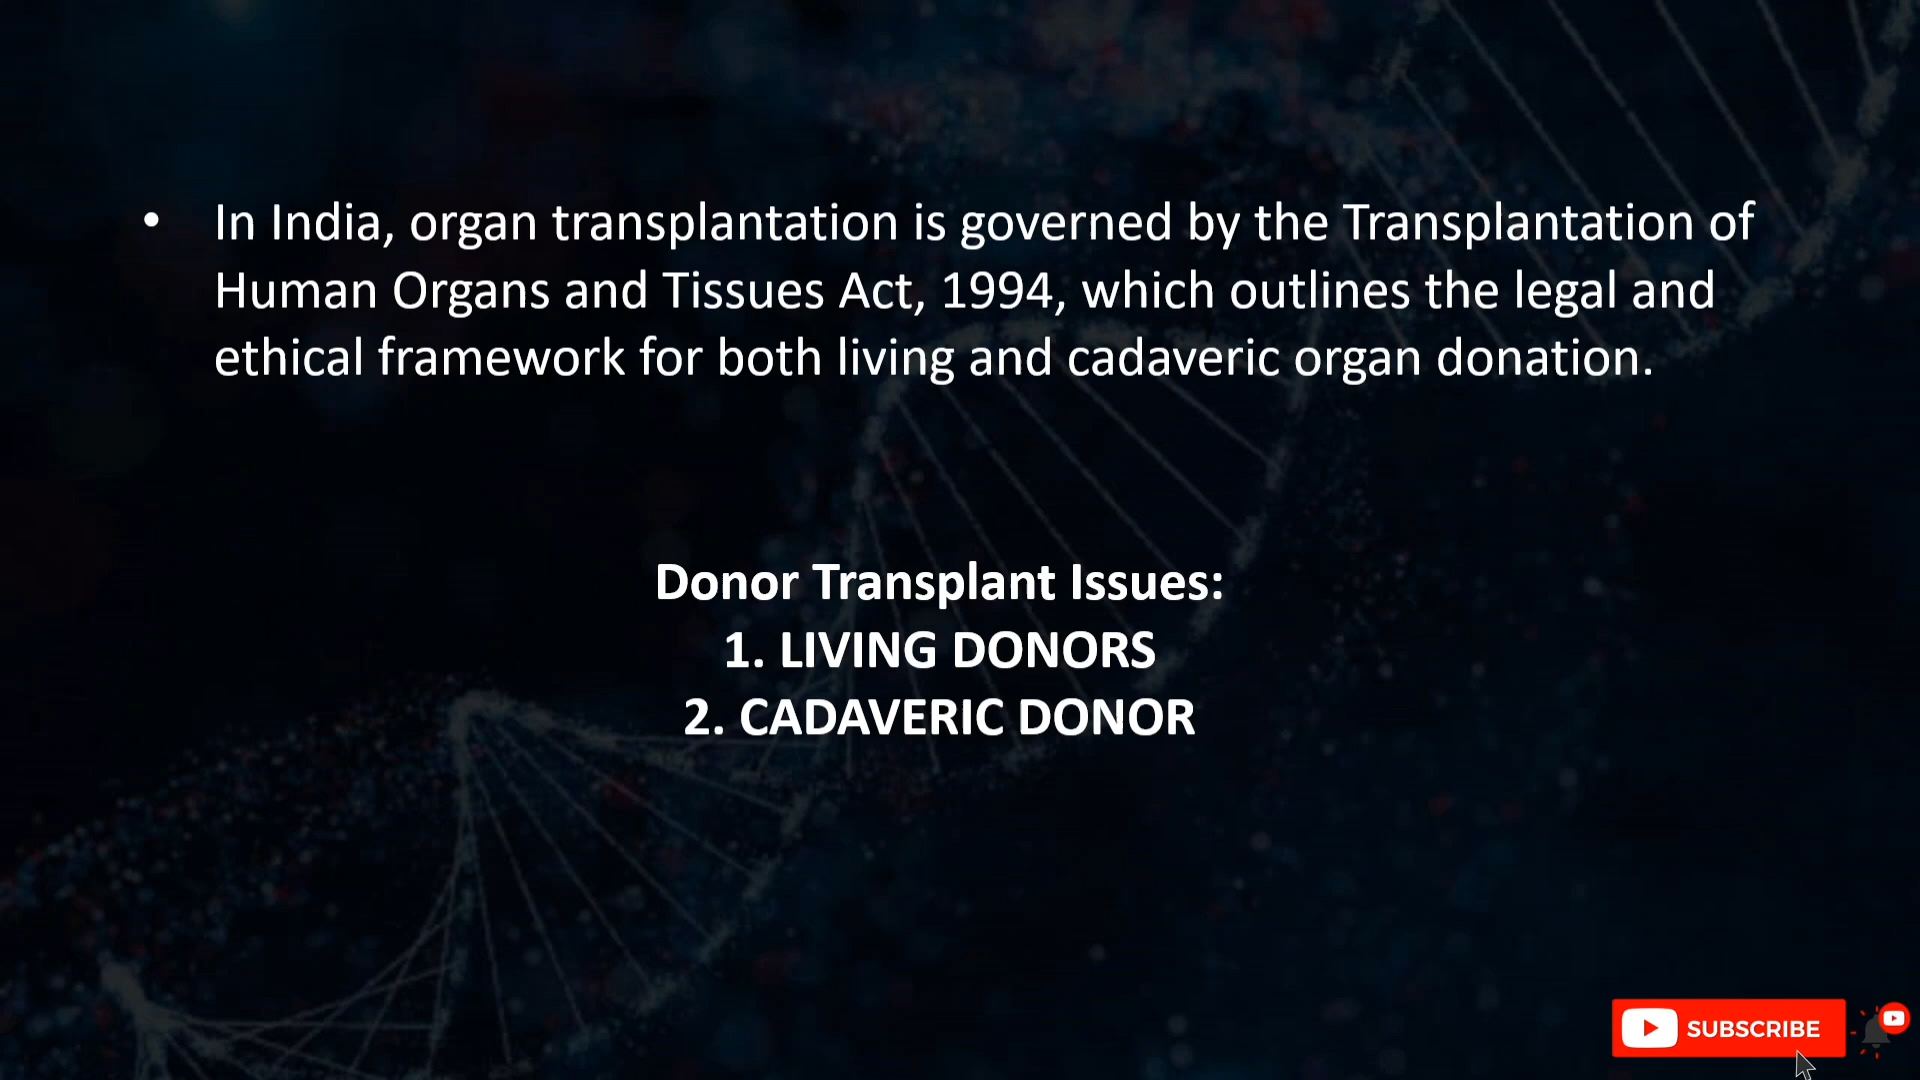 • In India, organ transplantation is governed by the Transplantation of
Human Organs and Tissues Act, 1994, which outlines the legal and
ethical framework for both living and cadaveric organ donation.
Donor Transplant Issues:
1. LIVING DONORS
2. CADAVERIC DONOR
SUBSCRIBE